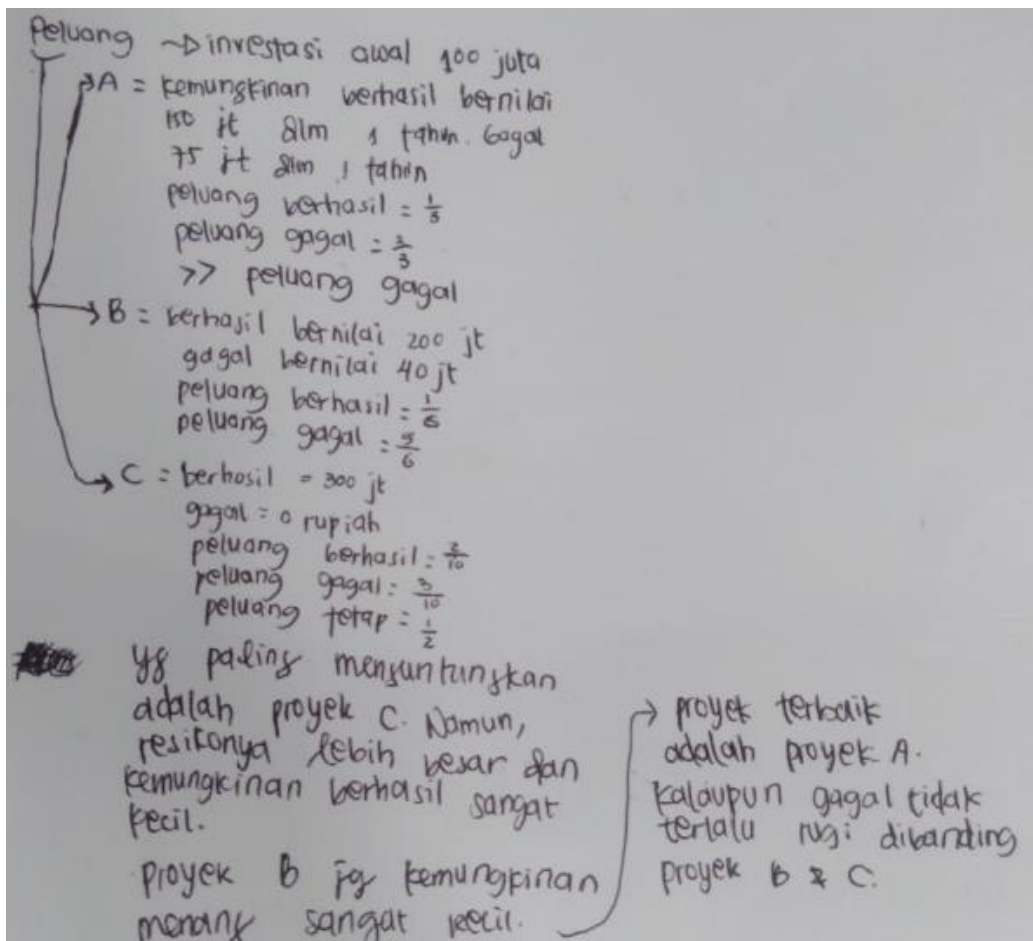 Peluang ~> investasi awal 100 juta
A = kemungkinan berhasil bernilai
150 jt dlm 1 tahun. Gagal
75 jt dlm 1 tahun
peluang berhasil = 1/3
peluang gagal = 2/3
>> peluang gagal
B = berhasil bernilai 200 jt
gagal bernilai 40 jt
peluang berhasil = 1/6
peluang gagal = 5/6
C = berhasil = 300 jt
gagal = 0 rupiah
peluang berhasil = 2/10
peluang gagal = 3/10
peluang tetap = 1/2
yg paling menguntungkan
adalah proyek C. Namun,
resikonya lebih besar dan
kemungkinan berhasil sangat
kecil.
proyek B jg kemungkinan
menang sangat kecil.
proyek terbaik
adalah proyek A.
kalaupun gagal tidak
terlalu rugi dibanding
proyek B & C.